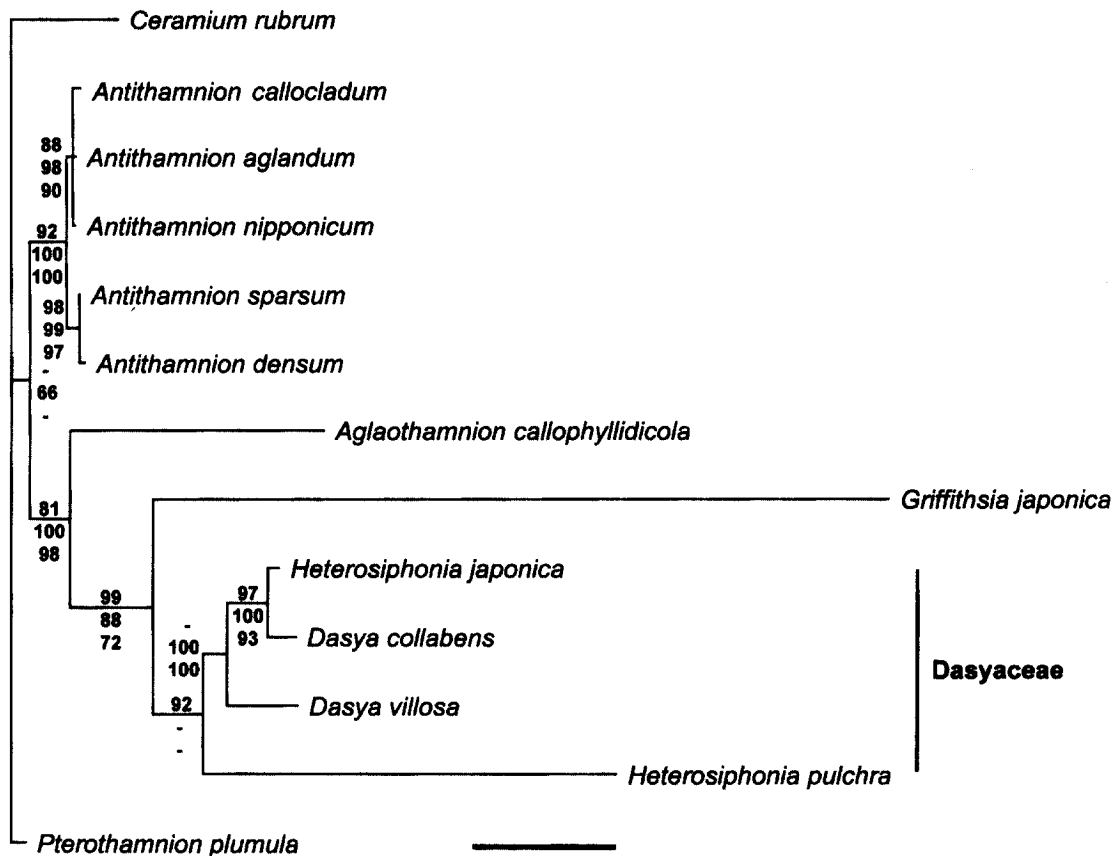 Ceramium rubrum
Antithamnion callocladum
88
98
90
Antithamnion aglandum
Antithamnion nipponicum
92
100
100
Antithamnion sparsum
98
99
97
Antithamnion densum
-
66
-
Aglaothamnion callophyllidicola
Griffithsia japonica
81
100
98
Heterosiphonia japonica
97
100
93
99
88
72
Dasya collabens
-
100
100
Dasyaceae
Dasya villosa
92
-
-
Heterosiphonia pulchra
Pterothamnion plumula